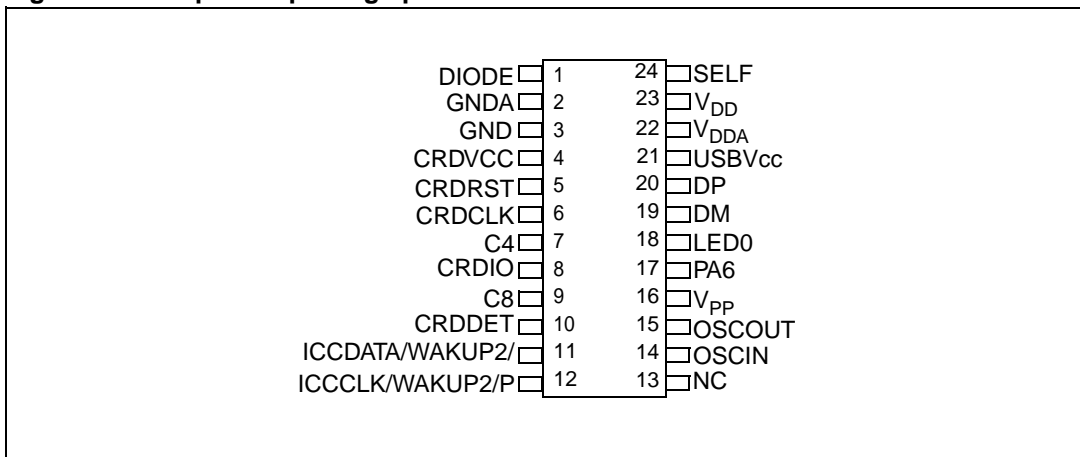 DIODE 1 24 SELF
GNDA 2 23 VDD
GND 3 22 VDDA
CRDVCC 4 21 USBVcc
CRDRST 5 20 DP
CRDCLK 6 19 DM
C4 7 18 LED0
CRDIO 8 17 PA6
C8 9 16 VPP
CRDDET 10 15 OSCOUT
ICCDATA/WAKUP2/ 11 14 OSCIN
ICCCLK/WAKUP2/P 12 13 NC